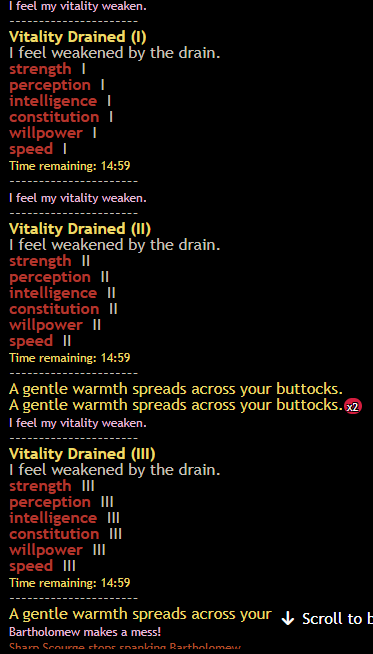 I feel my vitality weaken.
----------------------
Vitality Drained (I)
I feel weakened by the drain.
strength I
perception I
intelligence I
constitution I
willpower I
speed I
Time remaining: 14:59
----------------------
I feel my vitality weaken.
----------------------
Vitality Drained (II)
I feel weakened by the drain.
strength II
perception II
intelligence II
constitution II
willpower II
speed II
Time remaining: 14:59
----------------------
A gentle warmth spreads across your buttocks.
A gentle warmth spreads across your buttocks. x2
I feel my vitality weaken.
----------------------
Vitality Drained (III)
I feel weakened by the drain.
strength III
perception III
intelligence III
constitution III
willpower III
speed III
Time remaining: 14:59
----------------------
A gentle warmth spreads across your
↓ Scroll to b
Bartholomew makes a mess!
Sharp Scourge stops spanking Bartholomew